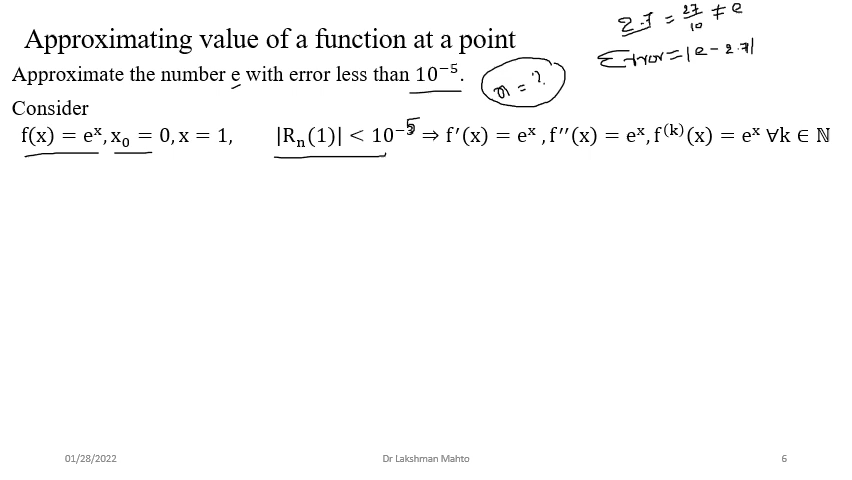 Approximating value of a function at a point
2.7 = 27/10 ≠ e
Error = |e - 2.7|
Approximate the number e with error less than 10⁻⁵.
n = ?
Consider
f(x) = eˣ, x₀ = 0, x = 1, |Rₙ(1)| < 10⁻⁵ ⇒ f′(x) = eˣ , f′′(x) = eˣ, f⁽ᵏ⁾(x) = eˣ ∀k ∈ ℕ
01/28/2022 Dr Lakshman Mahto 6